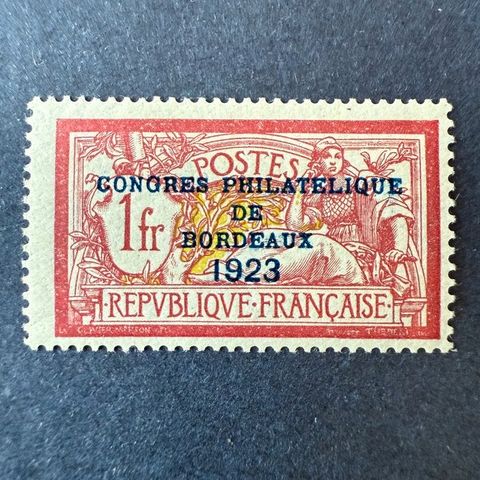 POSTES
CONGRES PHILATELIQUE
DE
1fr
BORDEAUX
1923
REPVBLIQVE·FRANÇAISE